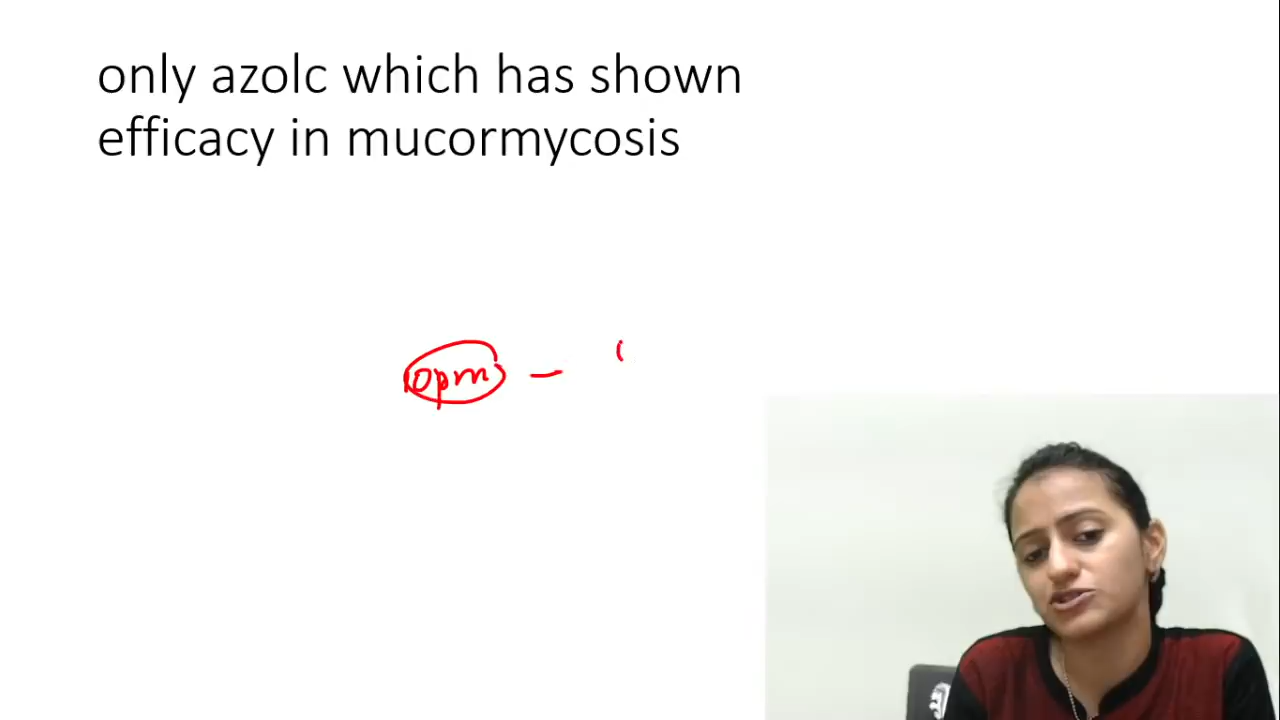 only azolc which has shown
efficacy in mucormycosis
opm –